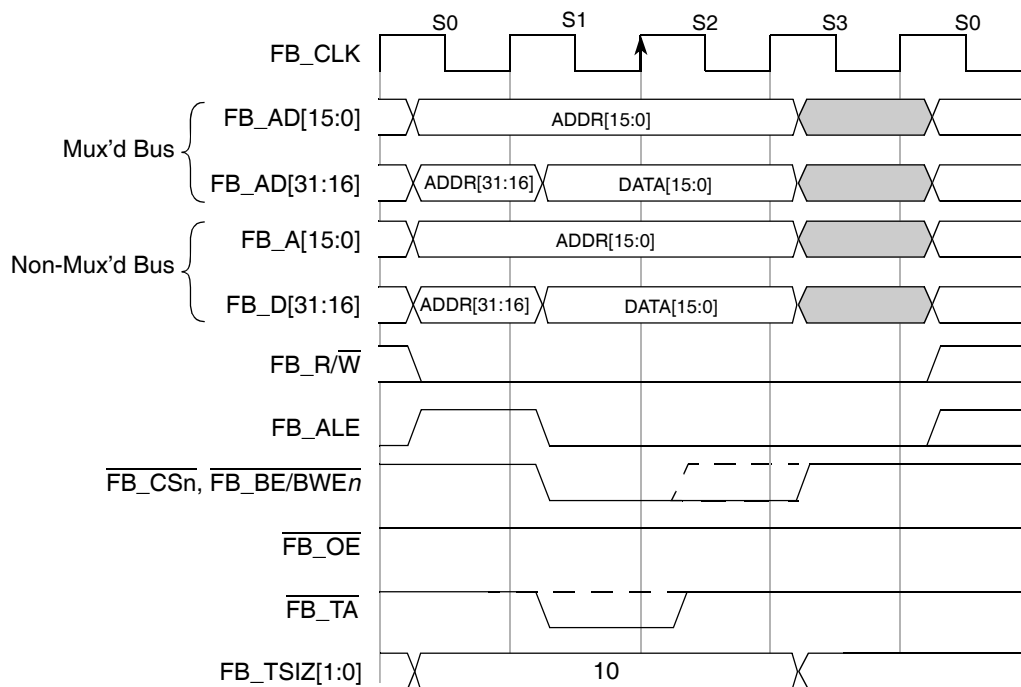 S0 S1 S2 S3 S0
FB_CLK
FB_AD[15:0] ADDR[15:0]
Mux'd Bus
FB_AD[31:16] ADDR[31:16] DATA[15:0]
FB_A[15:0] ADDR[15:0]
Non-Mux'd Bus
FB_D[31:16] ADDR[31:16] DATA[15:0]
FB_R/W
FB_ALE
FB_CSn, FB_BE/BWEn
FB_OE
FB_TA
FB_TSIZ[1:0] 10